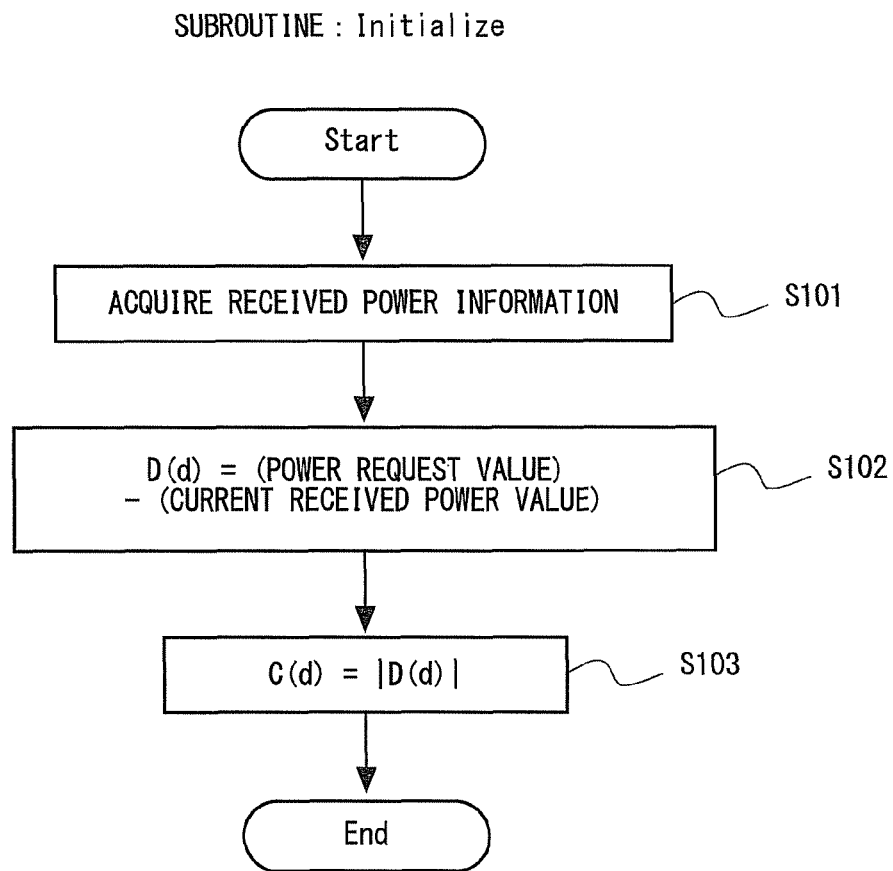 SUBROUTINE : Initialize
Start
ACQUIRE RECEIVED POWER INFORMATION
S101
D(d) = (POWER REQUEST VALUE)
- (CURRENT RECEIVED POWER VALUE)
S102
C(d) = |D(d)|
S103
End